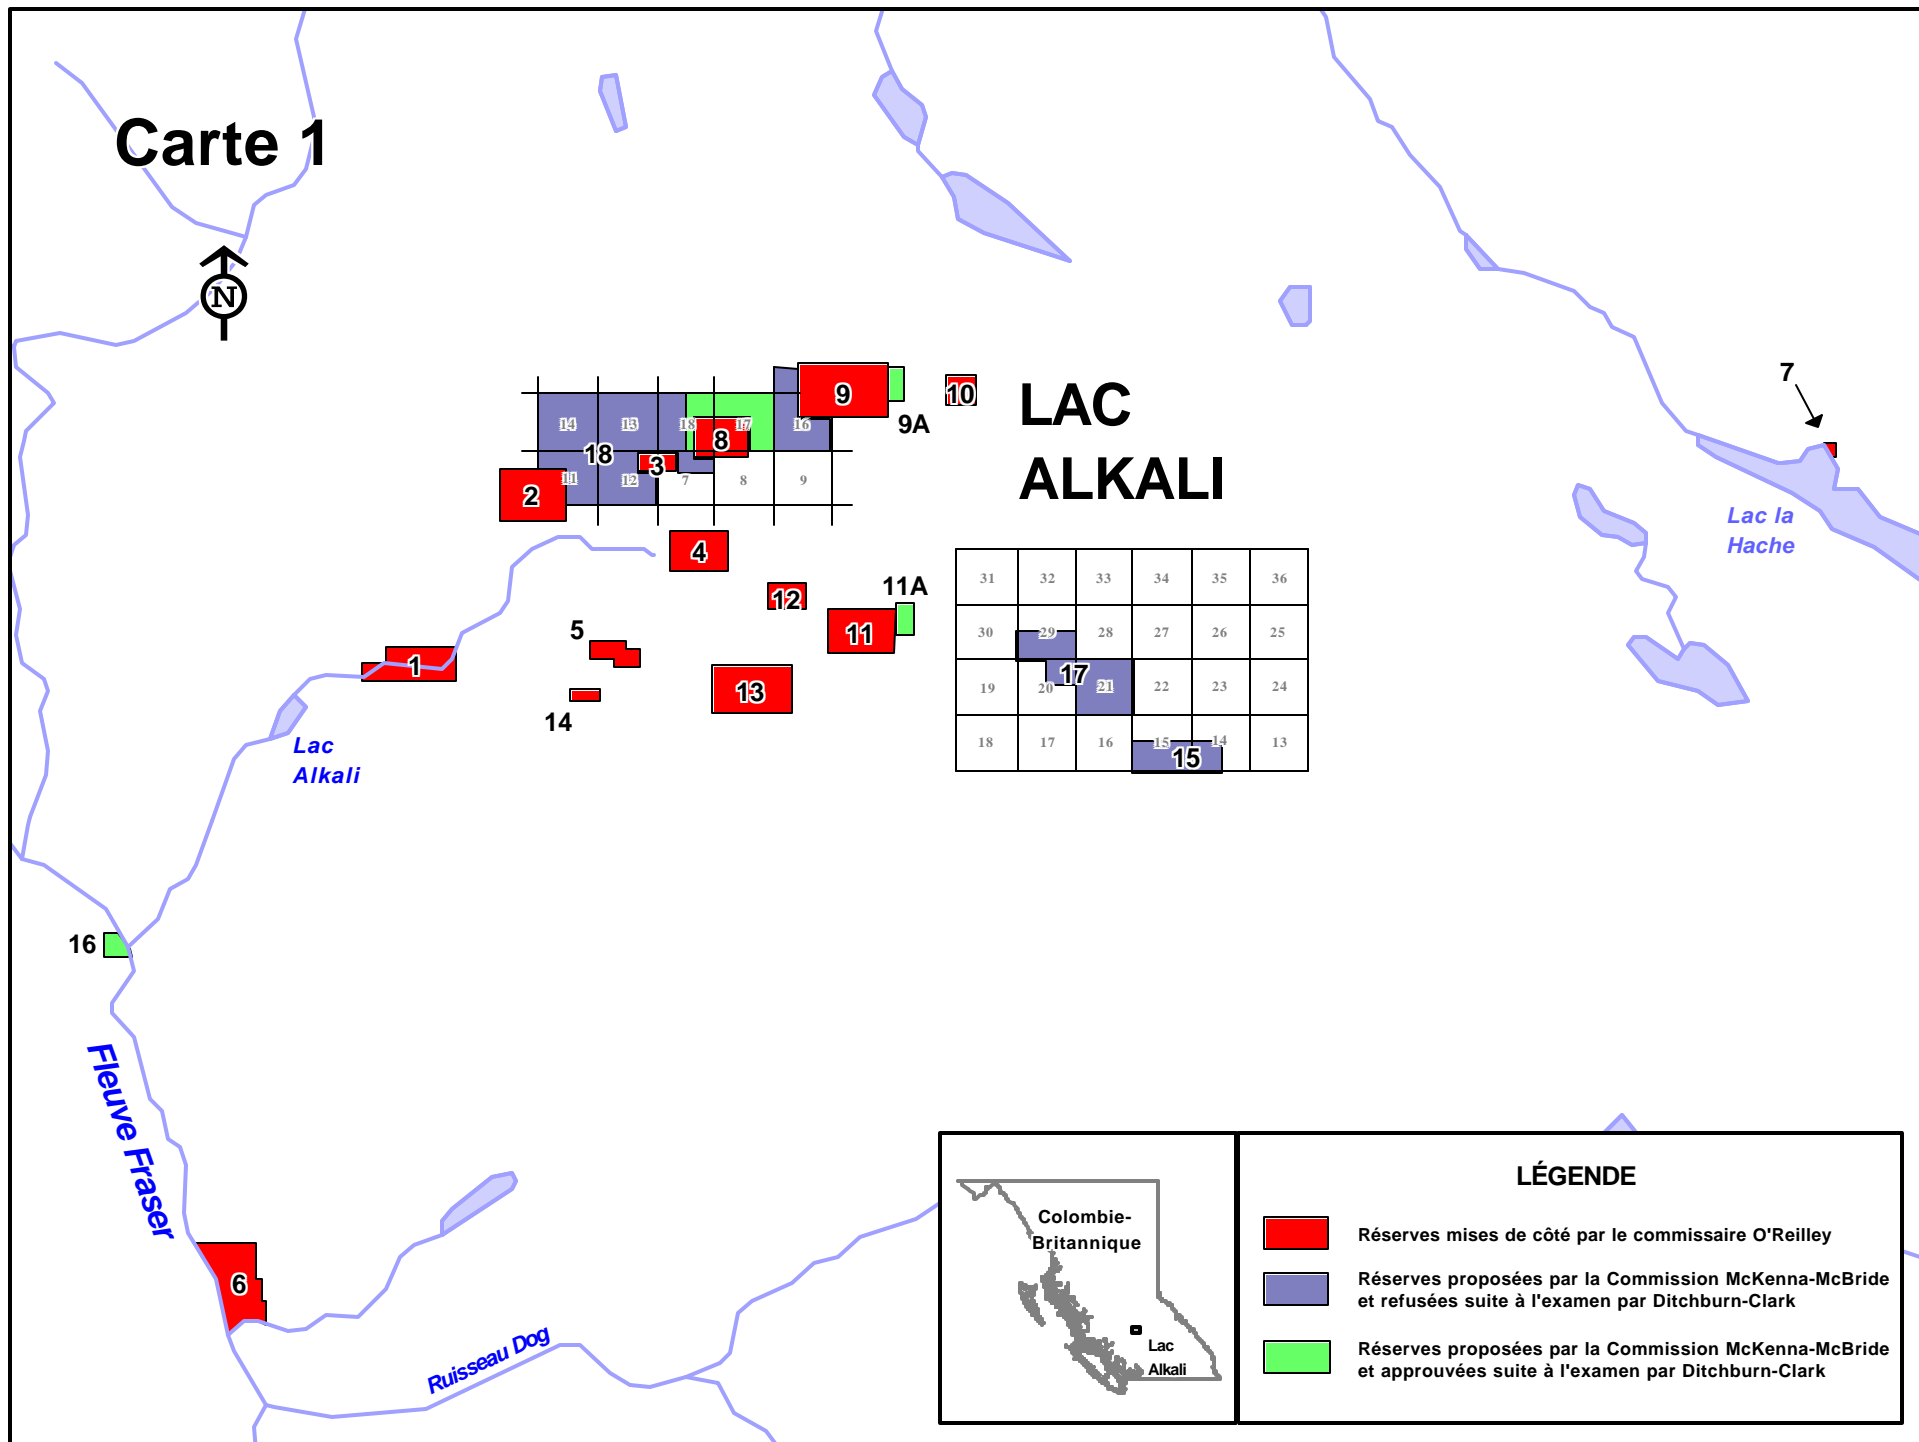 Carte 1
N
9
10
9A
LAC
ALKALI
7
14 13 18 8 17 16
18
3
2
11 12 7 8 9
4
Lac la
Hache
12
11A
11
5
1
13
14
31 32 33 34 35 36
30 29 28 27 26 25
19 20 17 21 22 23 24
18 17 16 15 14 13
15
Lac
Alkali
16
Fleuve Fraser
6
Ruisseau Dog
Colombie-
Britannique
Lac
Alkali
LÉGENDE
Réserves mises de côté par le commissaire O'Reilley
Réserves proposées par la Commission McKenna-McBride
et refusées suite à l'examen par Ditchburn-Clark
Réserves proposées par la Commission McKenna-McBride
et approuvées suite à l'examen par Ditchburn-Clark